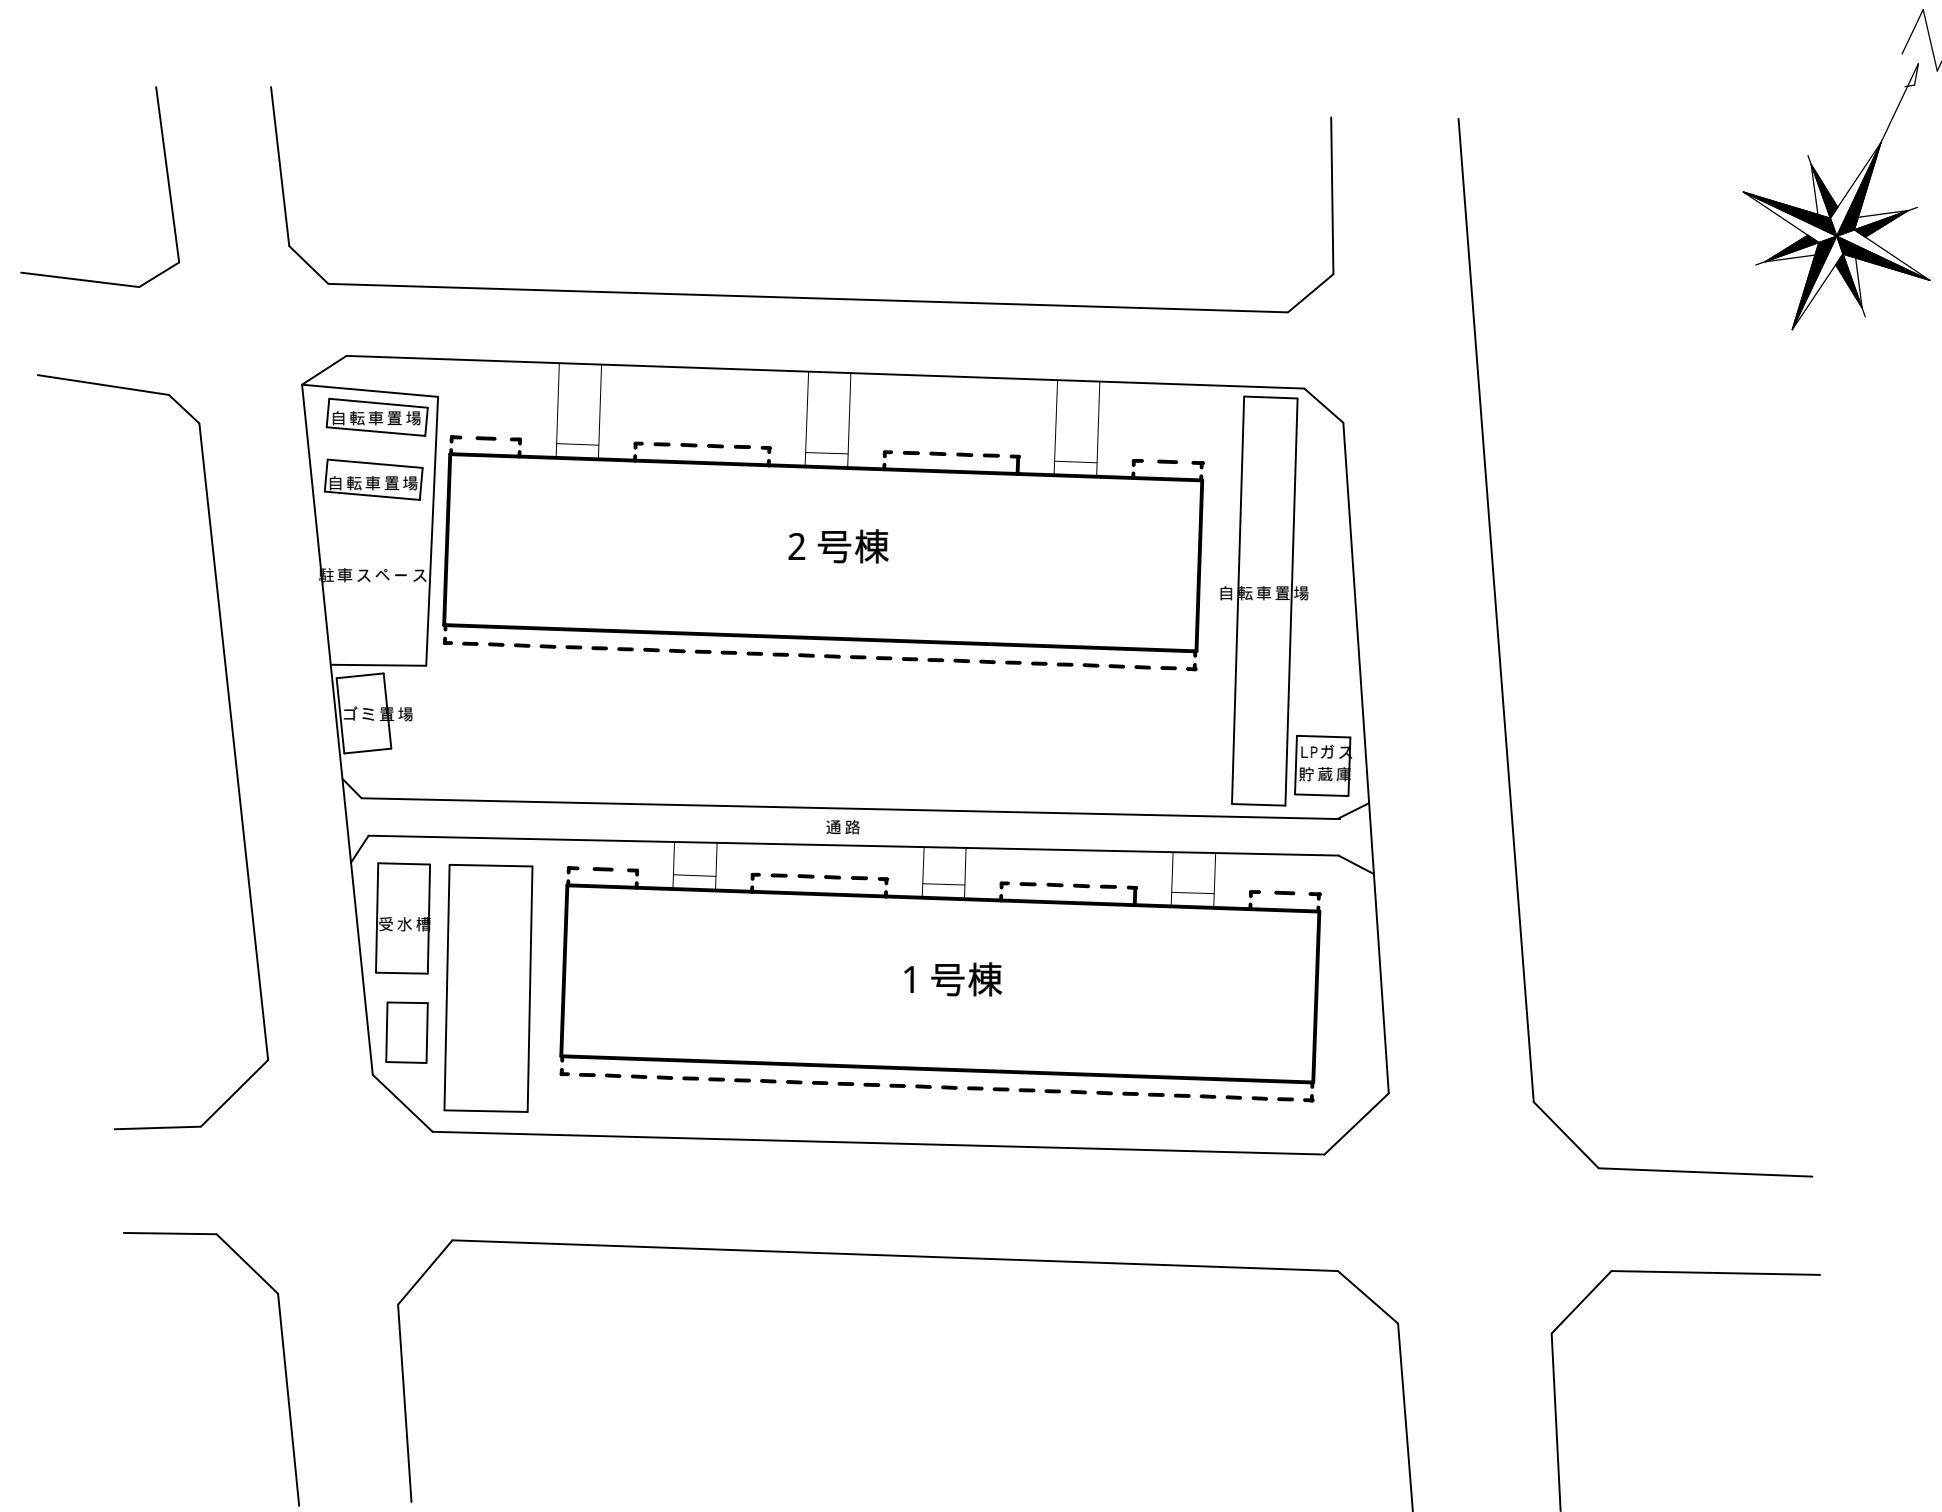 自転車置場
自転車置場
2号棟
駐車スペース
自転車置場
ゴミ置場
LPガス
貯蔵庫
通路
受水槽
1号棟